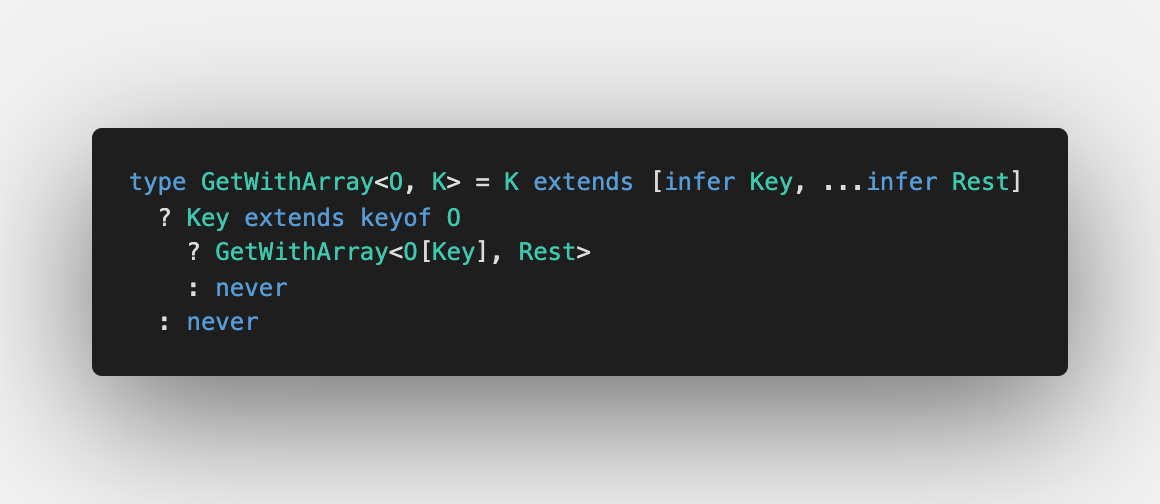 type GetWithArray<O, K> = K extends [infer Key, ...infer Rest]
  ? Key extends keyof O
    ? GetWithArray<O[Key], Rest>
    : never
  : never